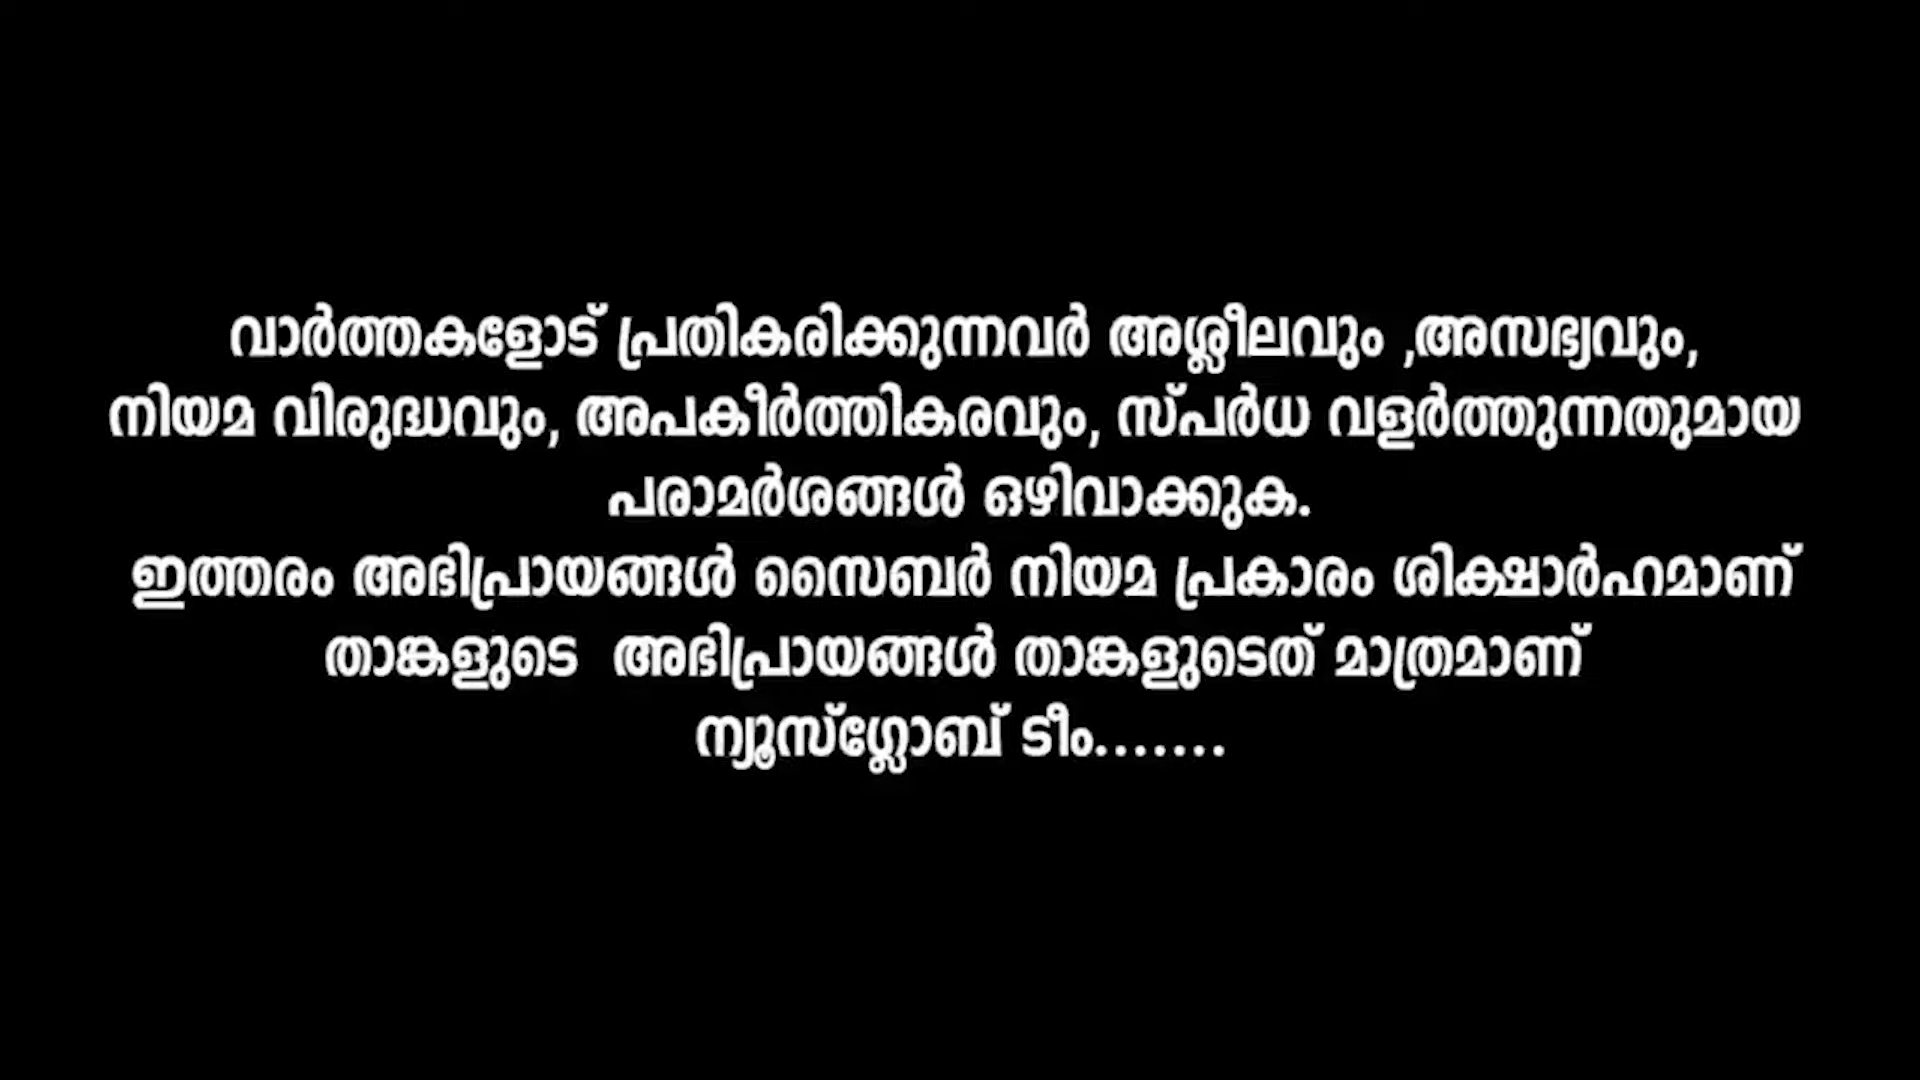 വാർത്തകളോട് പ്രതികരിക്കുന്നവർ അശ്ലീലവും ,അസഭ്യവും,
നിയമ വിരുദ്ധവും, അപകീർത്തികരവും, സ്പർധ വളർത്തുന്നതുമായ
പരാമർശങ്ങൾ ഒഴിവാക്കുക.
ഇത്തരം അഭിപ്രായങ്ങൾ സൈബർ നിയമ പ്രകാരം ശിക്ഷാർഹമാണ്
താങ്കളുടെ  അഭിപ്രായങ്ങൾ താങ്കളുടെത് മാത്രമാണ്
ന്യൂസ്ഗ്ലോബ് ടീം.......